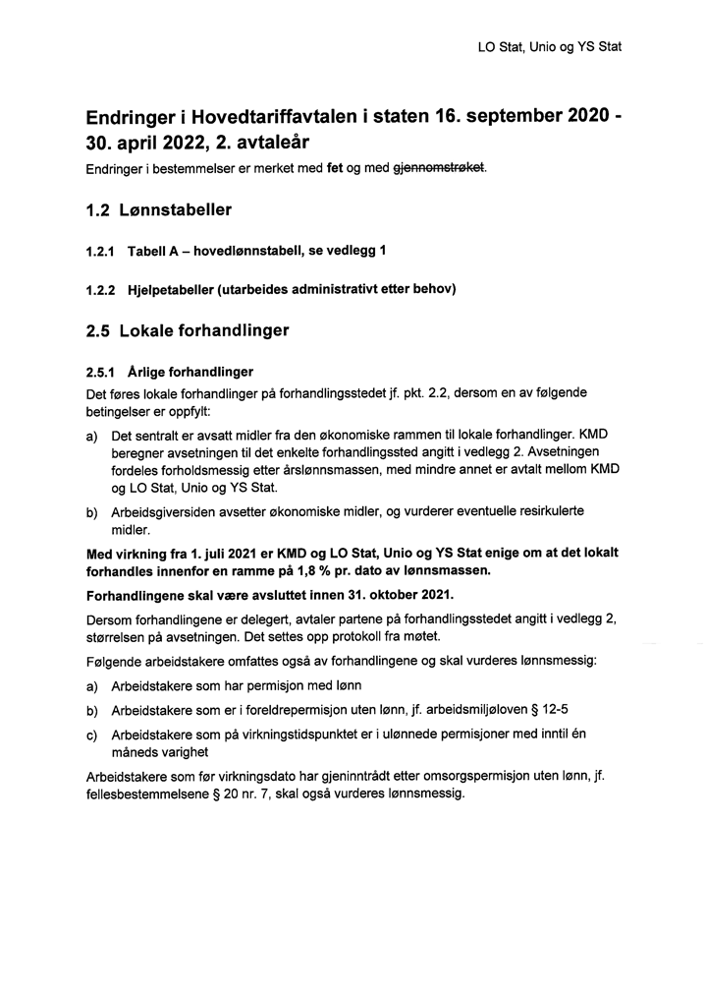 LO Stat, Unio og YS Stat
Endringer i Hovedtariffavtalen i staten 16. september 2020 -
30. april 2022, 2. avtaleår
Endringer i bestemmelser er merket med fet og med gjennomstrøket.
1.2 Lønnstabeller
1.2.1 Tabell A – hovedlønnstabell, se vedlegg 1
1.2.2 Hjelpetabeller (utarbeides administrativt etter behov)
2.5 Lokale forhandlinger
2.5.1 Årlige forhandlinger
Det føres lokale forhandlinger på forhandlingsstedet jf. pkt. 2.2, dersom en av følgende
betingelser er oppfylt:
a) Det sentralt er avsatt midler fra den økonomiske rammen til lokale forhandlinger. KMD
beregner avsetningen til det enkelte forhandlingssted angitt i vedlegg 2. Avsetningen
fordeles forholdsmessig etter årslønnsmassen, med mindre annet er avtalt mellom KMD
og LO Stat, Unio og YS Stat.
b) Arbeidsgiversiden avsetter økonomiske midler, og vurderer eventuelle resirkulerte
midler.
Med virkning fra 1. juli 2021 er KMD og LO Stat, Unio og YS Stat enige om at det lokalt
forhandles innenfor en ramme på 1,8 % pr. dato av lønnsmassen.
Forhandlingene skal være avsluttet innen 31. oktober 2021.
Dersom forhandlingene er delegert, avtaler partene på forhandlingsstedet angitt i vedlegg 2,
størrelsen på avsetningen. Det settes opp protokoll fra møtet.
Følgende arbeidstakere omfattes også av forhandlingene og skal vurderes lønnsmessig:
a) Arbeidstakere som har permisjon med lønn
b) Arbeidstakere som er i foreldrepermisjon uten lønn, jf. arbeidsmiljøloven § 12-5
c) Arbeidstakere som på virkningstidspunktet er i ulønnede permisjoner med inntil én
måneds varighet
Arbeidstakere som før virkningsdato har gjeninntrådt etter omsorgspermisjon uten lønn, jf.
fellesbestemmelsene § 20 nr. 7, skal også vurderes lønnsmessig.